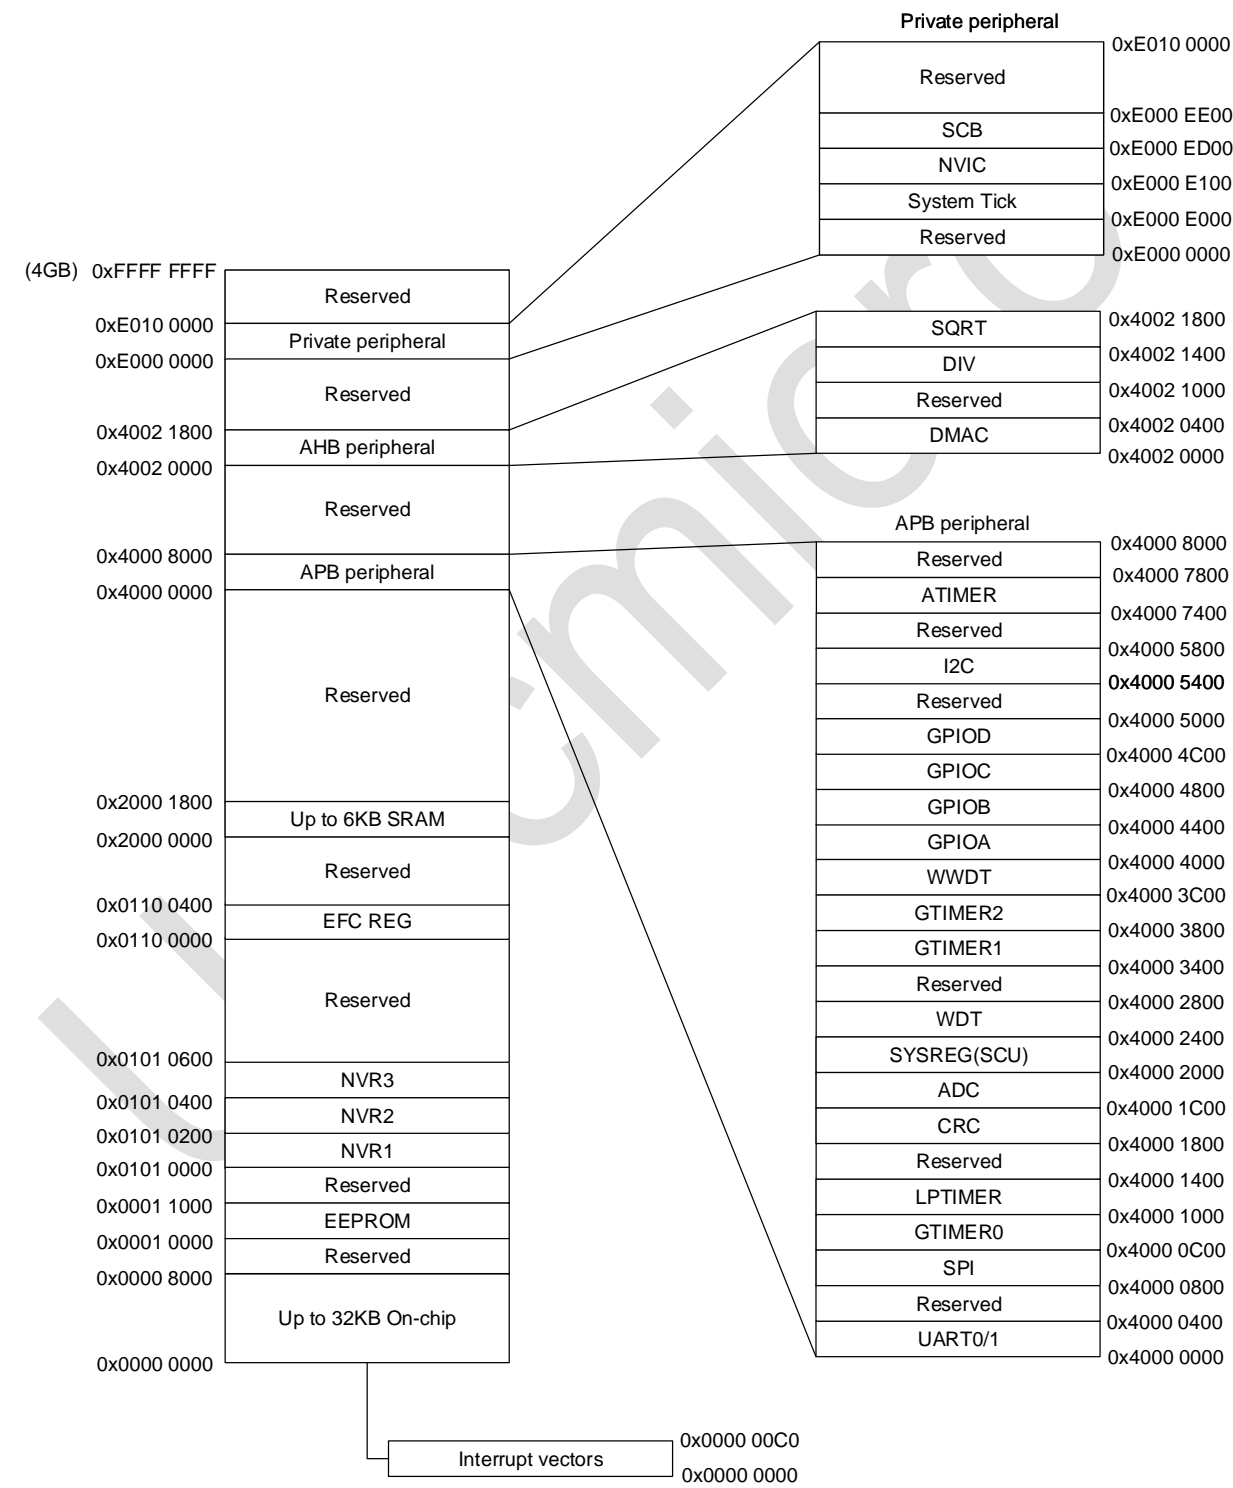 Private peripheral
0xE010 0000
Reserved
0xE000 EE00
SCB
0xE000 ED00
NVIC
0xE000 E100
System Tick
0xE000 E000
Reserved
0xE000 0000
(4GB) 0xFFFF FFFF
Reserved
0xE010 0000
Private peripheral
0xE000 0000
Reserved
0x4002 1800
AHB peripheral
0x4002 0000
Reserved
0x4000 8000
APB peripheral
0x4000 0000
Reserved
0x2000 1800
Up to 6KB SRAM
0x2000 0000
Reserved
0x0110 0400
EFC REG
0x0110 0000
Reserved
0x0101 0600
NVR3
0x0101 0400
NVR2
0x0101 0200
NVR1
0x0101 0000
Reserved
0x0001 1000
EEPROM
0x0001 0000
Reserved
0x0000 8000
Up to 32KB On-chip
0x0000 0000
0x4002 1800
SQRT
0x4002 1400
DIV
0x4002 1000
Reserved
0x4002 0400
DMAC
0x4002 0000
APB peripheral
0x4000 8000
Reserved
0x4000 7800
ATIMER
0x4000 7400
Reserved
0x4000 5800
I2C
0x4000 5400
Reserved
0x4000 5000
GPIOD
0x4000 4C00
GPIOC
0x4000 4800
GPIOB
0x4000 4400
GPIOA
0x4000 4000
WWDT
0x4000 3C00
GTIMER2
0x4000 3800
GTIMER1
0x4000 3400
Reserved
0x4000 2800
WDT
0x4000 2400
SYSREG(SCU)
0x4000 2000
ADC
0x4000 1C00
CRC
0x4000 1800
Reserved
0x4000 1400
LPTIMER
0x4000 1000
GTIMER0
0x4000 0C00
SPI
0x4000 0800
Reserved
0x4000 0400
UART0/1
0x4000 0000
0x0000 00C0
Interrupt vectors
0x0000 0000